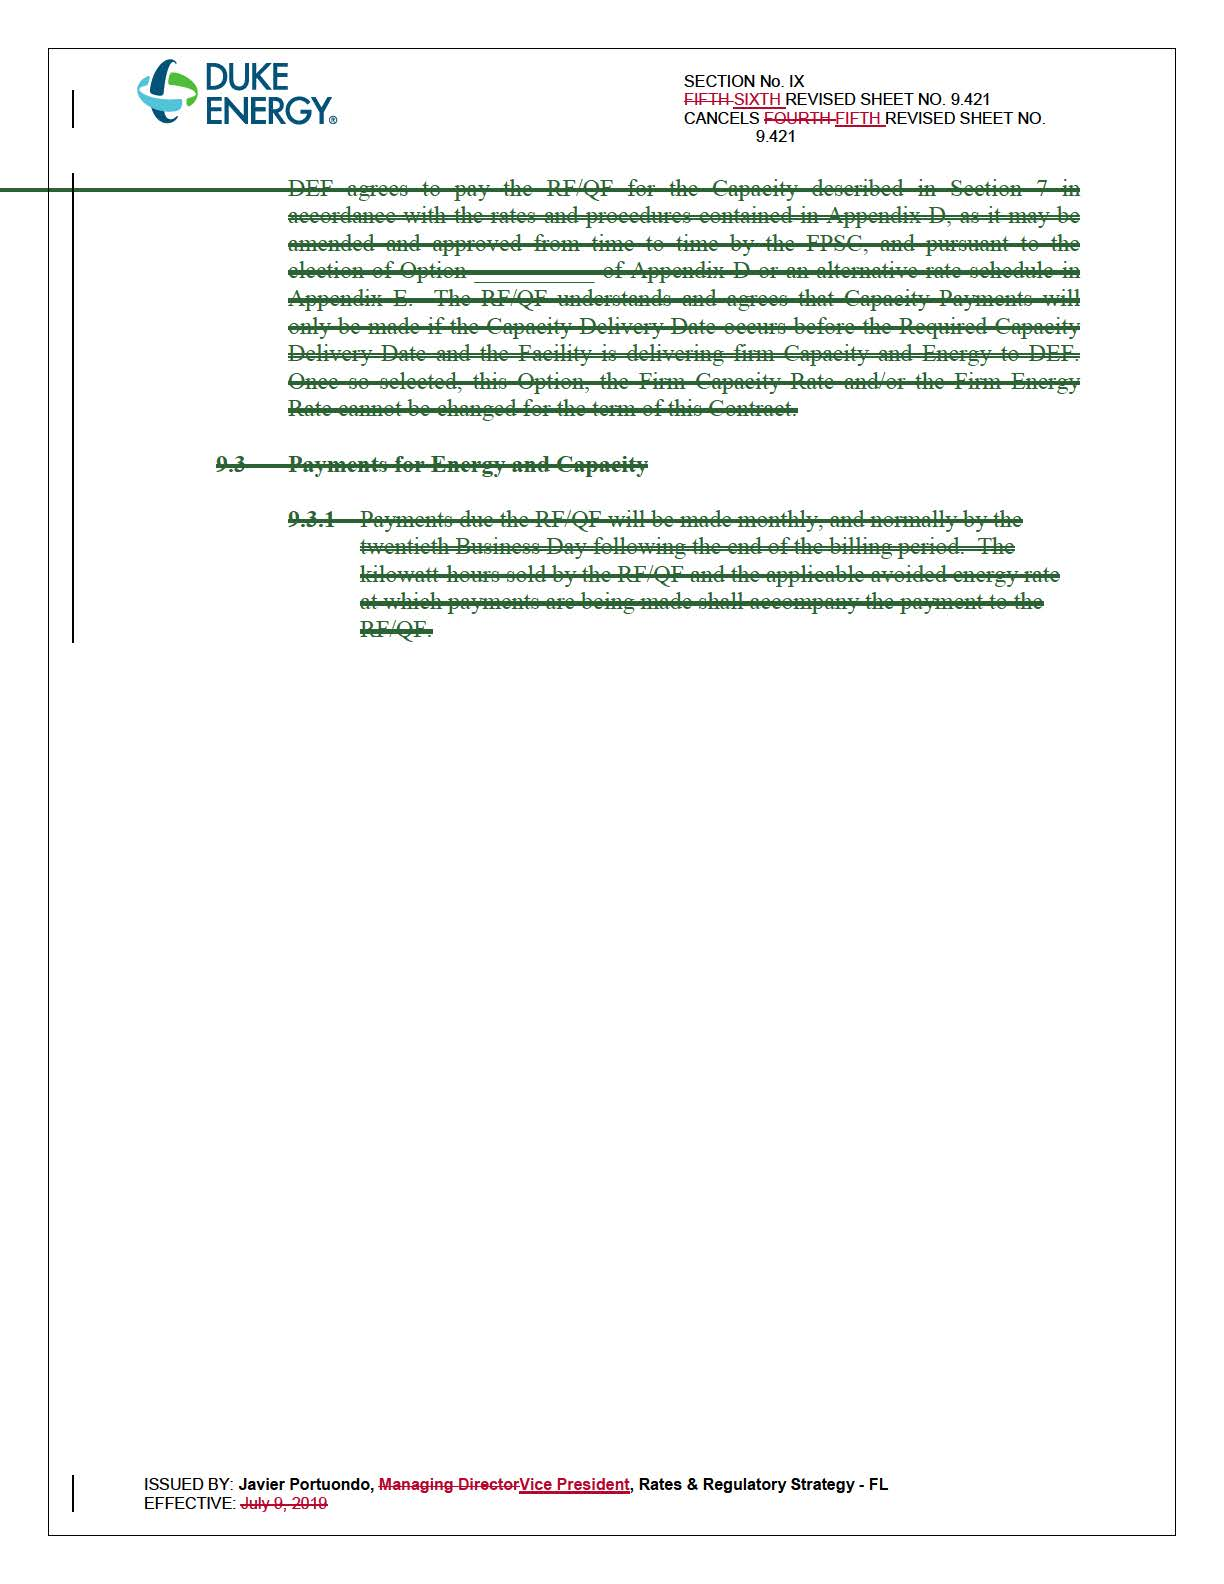 DUKE
ENERGY®
SECTION No. IX
FIFTH SIXTH REVISED SHEET NO. 9.421
CANCELS FOURTH FIFTH REVISED SHEET NO.
9.421
DEF agrees to pay the RF/QF for the Capacity described in Section 7 in
accordance with the rates and procedures contained in Appendix D, as it may be
amended and approved from time to time by the FPSC, and pursuant to the
election of Option __________ of Appendix D or an alternative rate schedule in
Appendix E. The RF/QF understands and agrees that Capacity Payments will
only be made if the Capacity Delivery Date occurs before the Required Capacity
Delivery Date and the Facility is delivering firm Capacity and Energy to DEF.
Once so selected, this Option, the Firm Capacity Rate and/or the Firm Energy
Rate cannot be changed for the term of this Contract.
9.3 Payments for Energy and Capacity
9.3.1 Payments due the RF/QF will be made monthly, and normally by the
twentieth Business Day following the end of the billing period. The
kilowatt-hours sold by the RF/QF and the applicable avoided energy rate
at which payments are being made shall accompany the payment to the
RF/QF.
ISSUED BY: Javier Portuondo, Managing DirectorVice President, Rates & Regulatory Strategy - FL
EFFECTIVE: July 9, 2019